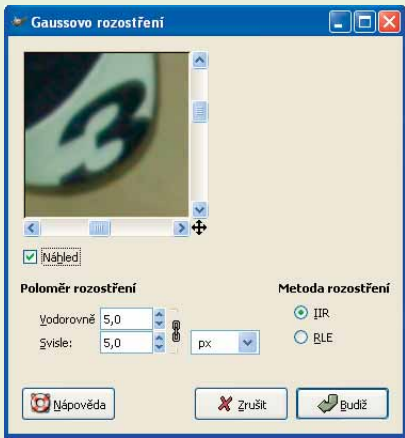 Gaussovo rozostření
3
Náhled
Poloměr rozostření
Vodorovně 5,0
Svisle: 5,0 px
Metoda rozostření
IIR
RLE
Nápověda
Zrušit
Budiž